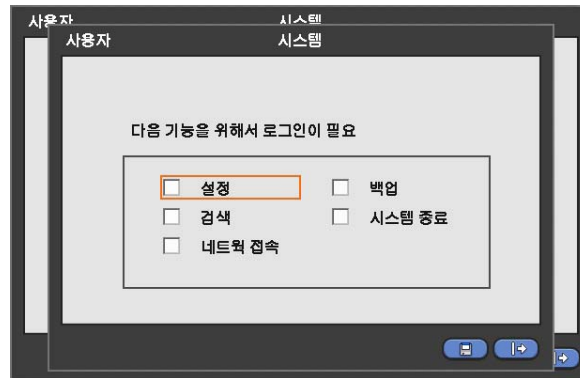 사용자 시스템
사용자 시스템
다음 기능을 위해서 로그인이 필요
설정 백업
검색 시스템 종료
네트웍 접속